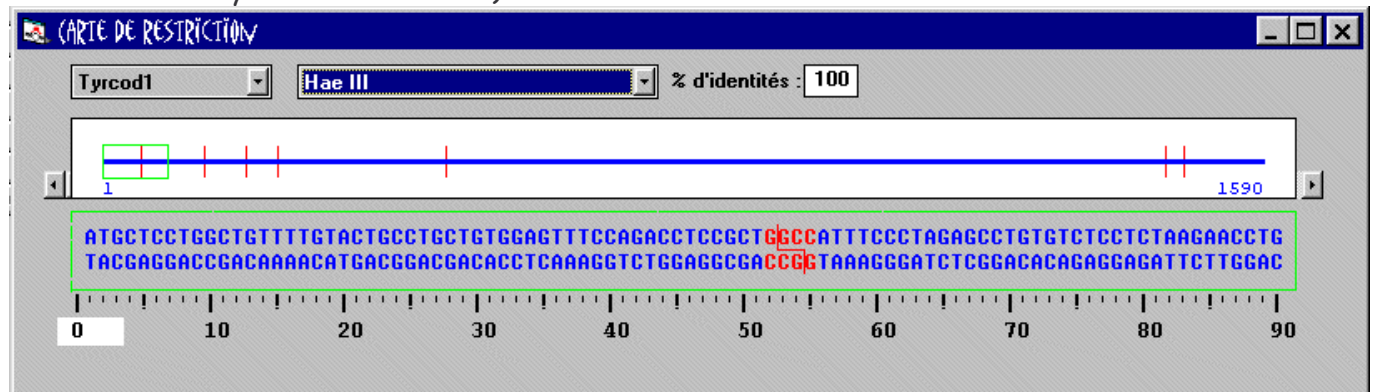 CARTE DE RESTRICTION
Tyrcod1 Hae III % d'identités : 100
1 1590
ATGCTCCTGGCTGTTTTGTACTGCCTGCTGTGGAGTTTCCAGACCTCCGCTGGCCATTTCCCTAGAGCCTGTGTCTCCTCTAAGAACCTG
TACGAGGACCGACAAAACATGACGGACGACACCTCAAAGGTCTGGAGGCGACCGGTAAAGGGATCTCGGACACAGAGGAGATTCTTGGAC
0 10 20 30 40 50 60 70 80 90